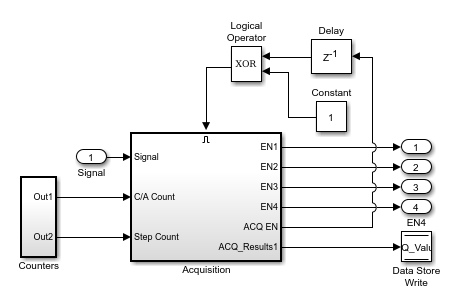 Logical
Operator
Delay
XOR
z-1
Constant
1
1
Signal
Signal
C/A Count
Step Count
EN1
EN2
EN3
EN4
ACQ EN
ACQ_Results1
Acquisition
Out1
Out2
Counters
1
2
3
4
EN4
Q_Valu
Data Store
Write